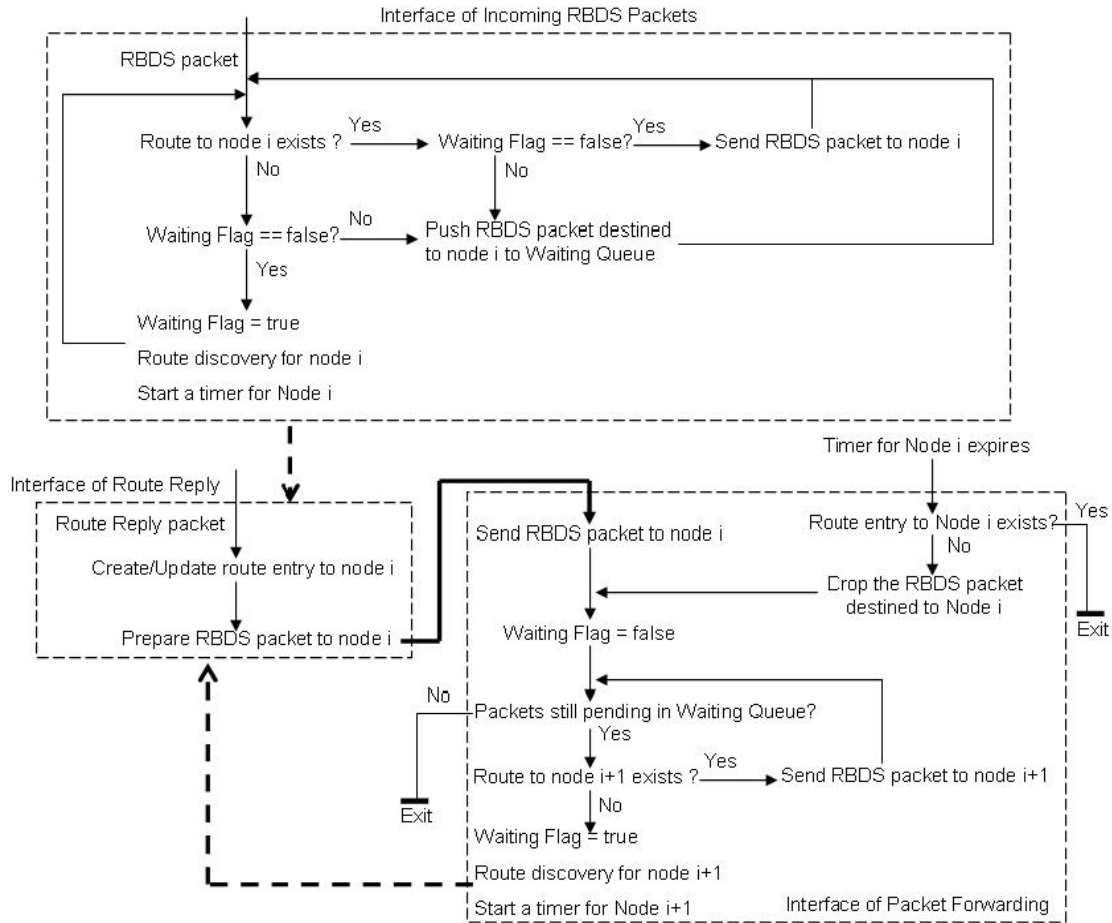 Interface of Incoming RBDS Packets
RBDS packet
Route to node i exists ?
Yes
Waiting Flag == false?
Yes
Send RBDS packet to node i
No
No
Waiting Flag == false?
No
Push RBDS packet destined
to node i to Waiting Queue
Yes
Waiting Flag = true
Route discovery for node i
Start a timer for Node i
Timer for Node i expires
Interface of Route Reply
Route Reply packet
Create/Update route entry to node i
Prepare RBDS packet to node i
Send RBDS packet to node i
Route entry to Node i exists?
Yes
No
Drop the RBDS packet
destined to Node i
Exit
Waiting Flag = false
No
Packets still pending in Waiting Queue?
Yes
Route to node i+1 exists ?
Yes
Send RBDS packet to node i+1
Exit
No
Waiting Flag = true
Route discovery for node i+1
Start a timer for Node i+1
Interface of Packet Forwarding